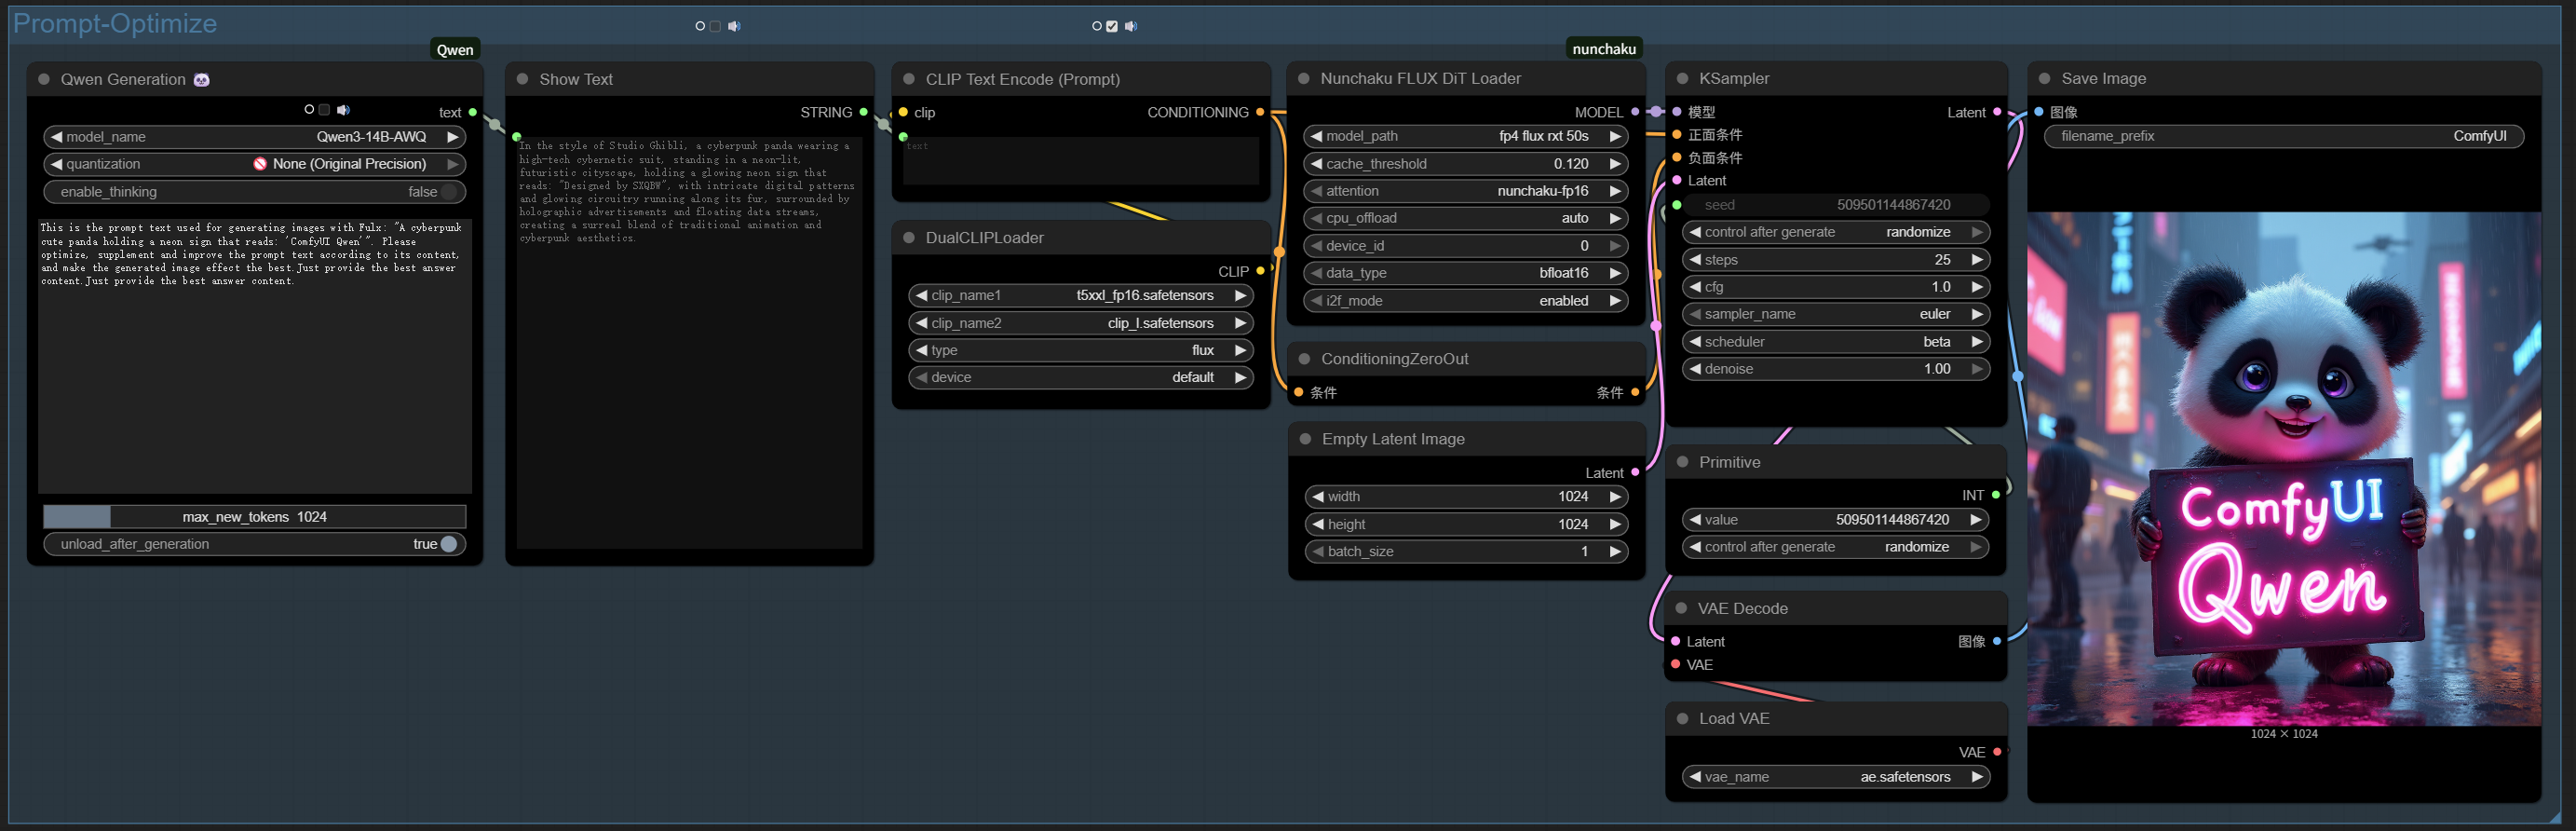 Prompt-Optimize
Qwen
Qwen Generation
text
model_name Qwen3-14B-AWQ
quantization None (Original Precision)
enable_thinking false
This is the prompt text used for generating images with Fulx: "A cyberpunk
cute panda holding a neon sign that reads: 'ComfyUI Qwen'". Please
optimize, supplement and improve the prompt text according to its content,
and make the generated image effect the best.Just provide the best answer
content.Just provide the best answer content.
max_new_tokens 1024
unload_after_generation true
Show Text
STRING
In the style of Studio Ghibli, a cyberpunk panda wearing a
high-tech cybernetic suit, standing in a neon-lit,
futuristic cityscape, holding a glowing neon sign that
reads: "Designed by SXQBW", with intricate digital patterns
and glowing circuitry running along its fur, surrounded by
holographic advertisements and floating data streams,
creating a surreal blend of traditional animation and
cyberpunk aesthetics.
CLIP Text Encode (Prompt)
clip CONDITIONING
text
DualCLIPLoader
CLIP
clip_name1 t5xxl_fp16.safetensors
clip_name2 clip_l.safetensors
type flux
device default
nunchaku
Nunchaku FLUX DiT Loader
MODEL
model_path fp4 flux rxt 50s
cache_threshold 0.120
attention nunchaku-fp16
cpu_offload auto
device_id 0
data_type bfloat16
i2f_mode enabled
ConditioningZeroOut
条件 条件
Empty Latent Image
Latent
width 1024
height 1024
batch_size 1
KSampler
模型 Latent
正面条件
负面条件
Latent
seed 509501144867420
control after generate randomize
steps 25
cfg 1.0
sampler_name euler
scheduler beta
denoise 1.00
Primitive
INT
value 509501144867420
control after generate randomize
VAE Decode
Latent 图像
VAE
Load VAE
VAE
vae_name ae.safetensors
Save Image
图像
filename_prefix ComfyUI
ComfyUI
Qwen
1024 × 1024